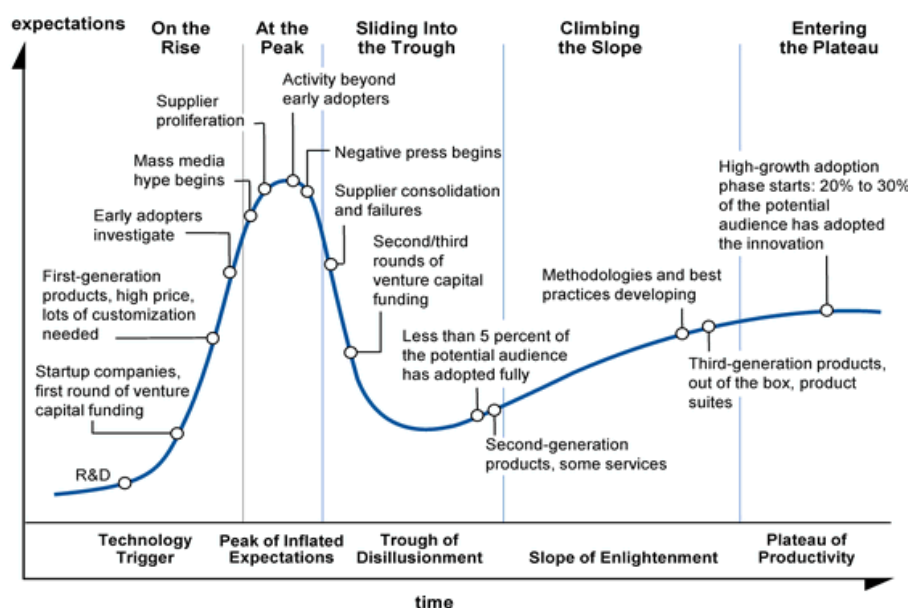 expectations
On the
Rise
At the
Peak
Sliding Into
the Trough
Climbing
the Slope
Entering
the Plateau
Activity beyond
early adopters
Supplier
proliferation
Negative press begins
Mass media
hype begins
Supplier consolidation
and failures
High-growth adoption
phase starts: 20% to 30%
of the potential
audience has adopted
the innovation
Early adopters
investigate
Second/third
rounds of
venture capital
funding
First-generation
products, high price,
lots of customization
needed
Methodologies and best
practices developing
Less than 5 percent of
the potential audience
has adopted fully
Startup companies,
first round of venture
capital funding
Third-generation products,
out of the box, product
suites
Second-generation
products, some services
R&D
Technology
Trigger
Peak of Inflated
Expectations
Trough of
Disillusionment
Slope of Enlightenment
Plateau of
Productivity
time